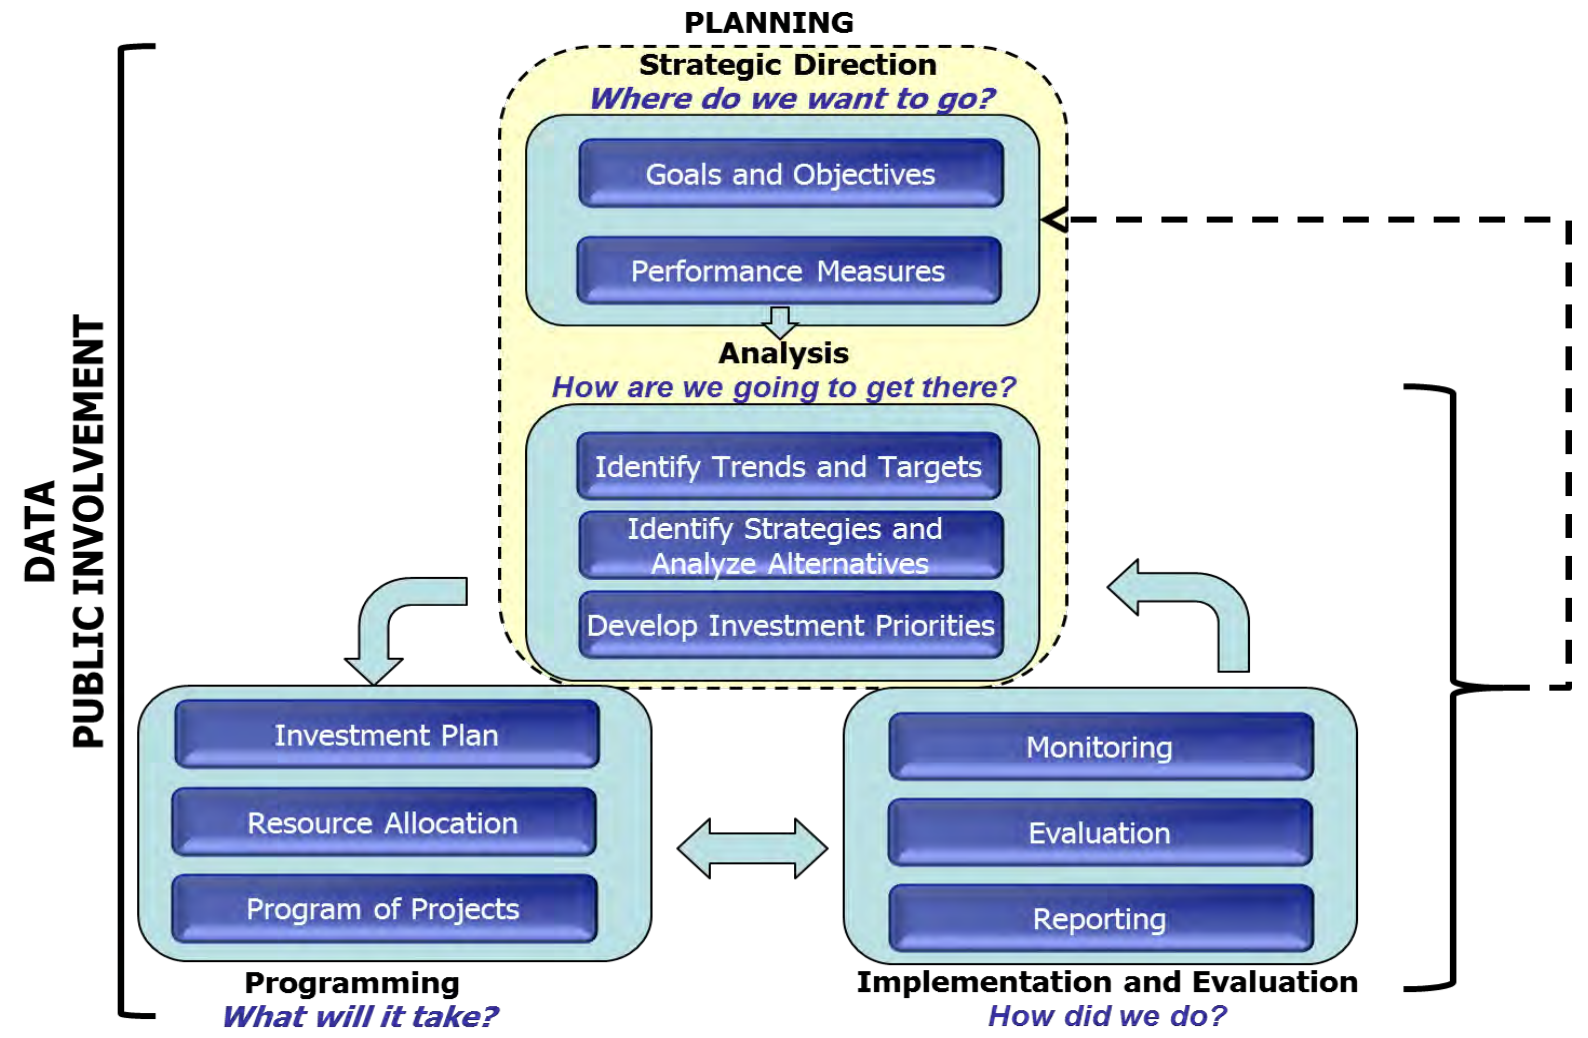 PLANNING
Strategic Direction
Where do we want to go?
Goals and Objectives
Performance Measures
Analysis
How are we going to get there?
Identify Trends and Targets
Identify Strategies and
Analyze Alternatives
Develop Investment Priorities
DATA
PUBLIC INVOLVEMENT
Investment Plan
Resource Allocation
Program of Projects
Programming
What will it take?
Monitoring
Evaluation
Reporting
Implementation and Evaluation
How did we do?